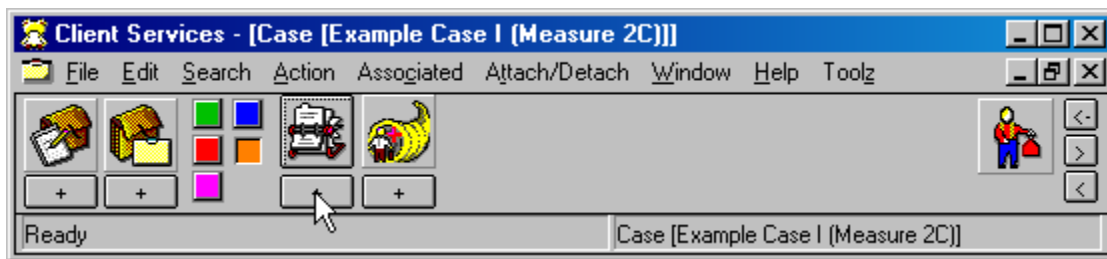 Client Services - [Case [Example Case I (Measure 2C)]]
File Edit Search Action Associated Attach/Detach Window Help Toolz
+ + + +
<-
>
<
Ready Case [Example Case I (Measure 2C)]